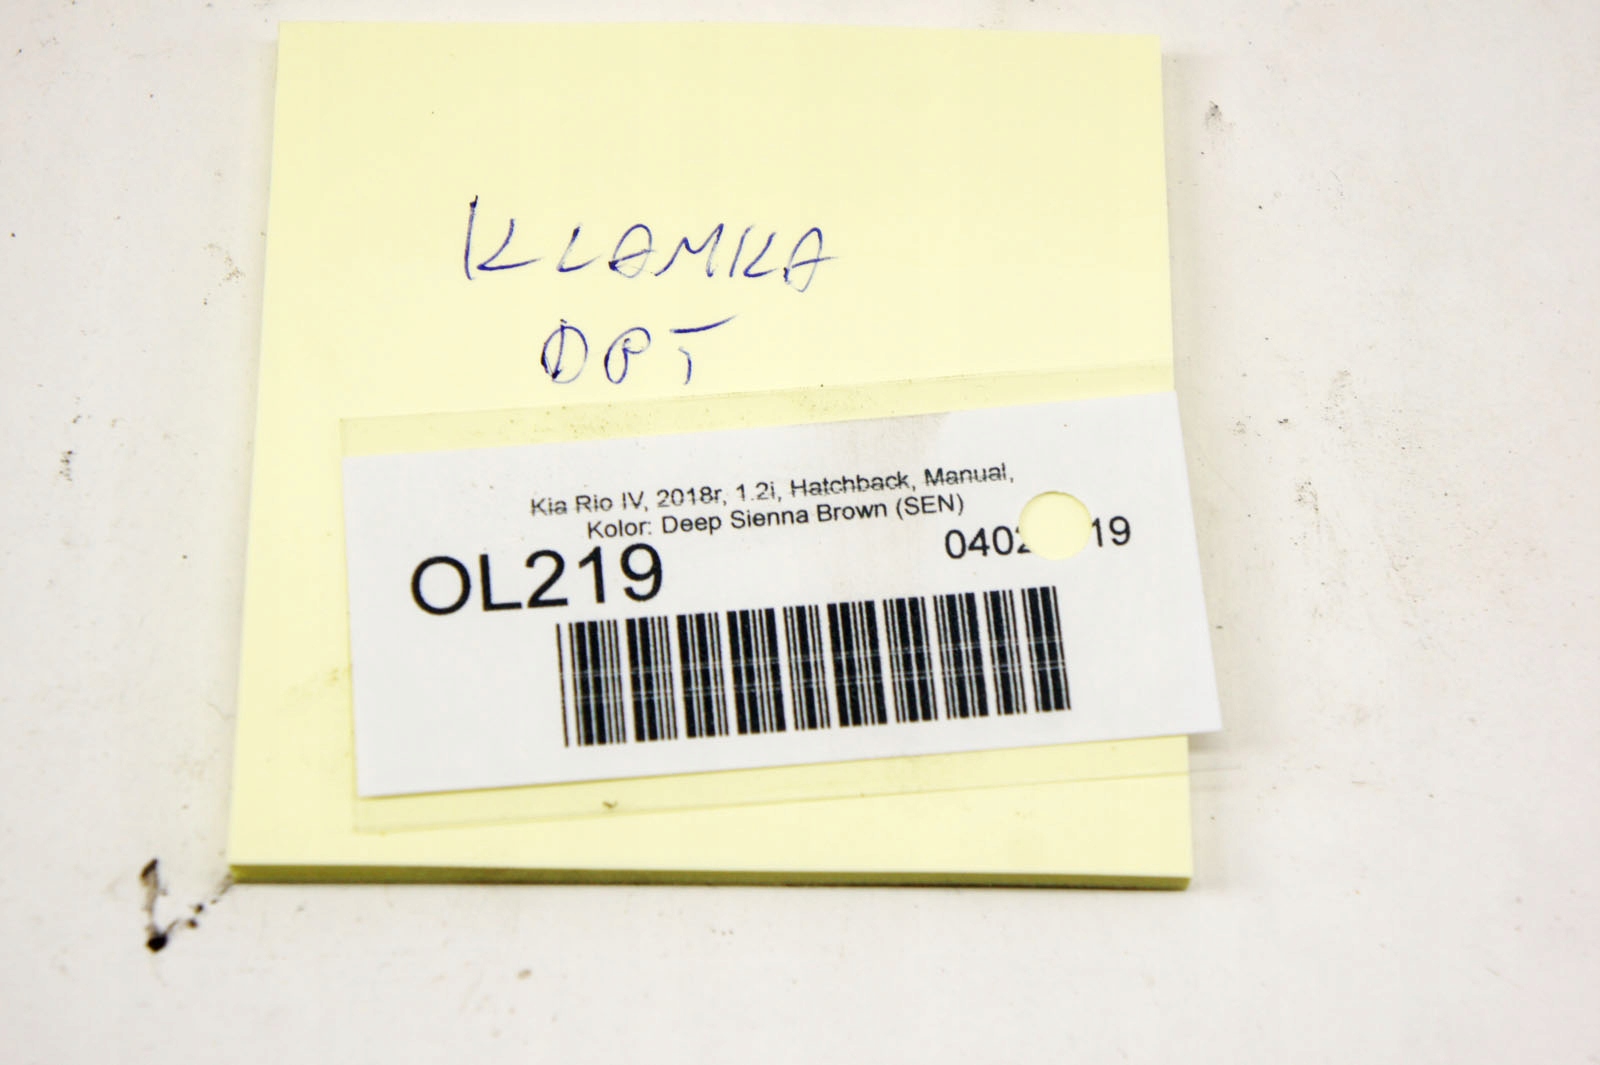 KLAMKA
DPT
Kia Rio IV, 2018r, 1.2i, Hatchback, Manual,
Kolor: Deep Sienna Brown (SEN)
OL219